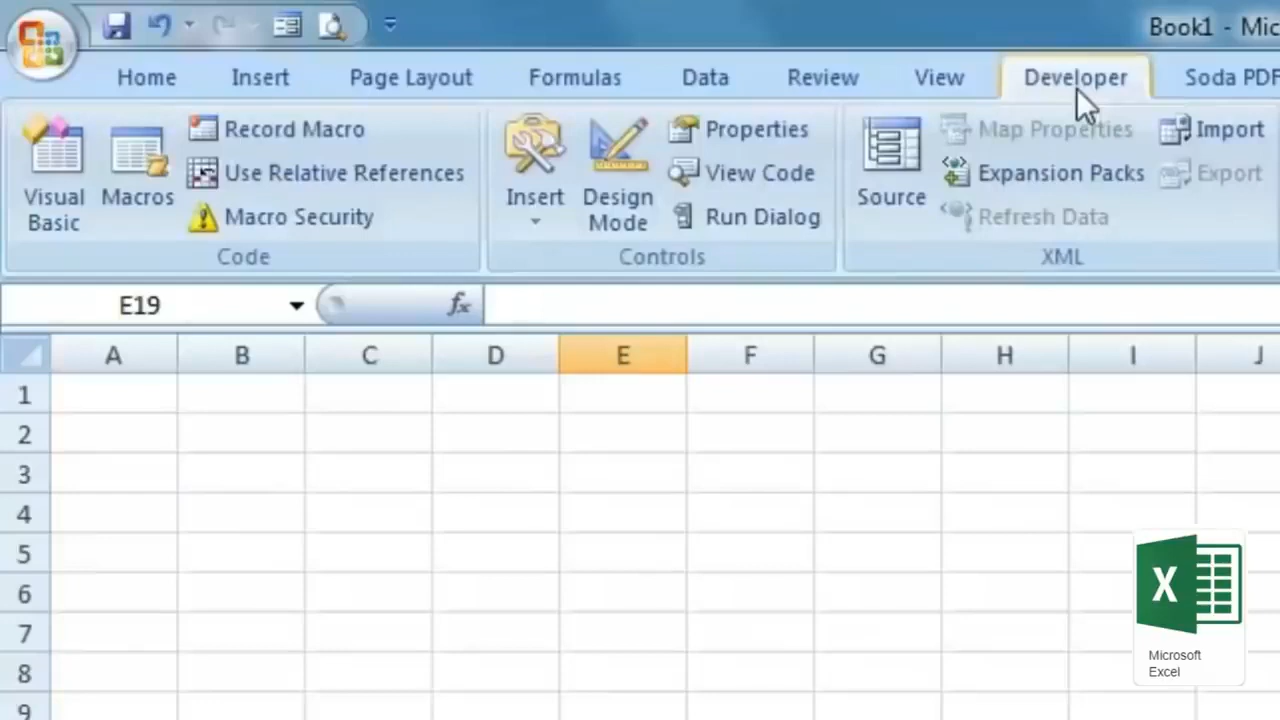 Book1 - Mic
Home Insert Page Layout Formulas Data Review View Developer Soda PDF
Visual Basic
Macros
Record Macro
Use Relative References
Macro Security
Code
Insert
Design Mode
Properties
View Code
Run Dialog
Controls
Source
Map Properties
Expansion Packs
Refresh Data
Import
Export
XML
E19 fx
A B C D E F G H I J
1
2
3
4
5
6
7
8
9
X
Microsoft
Excel